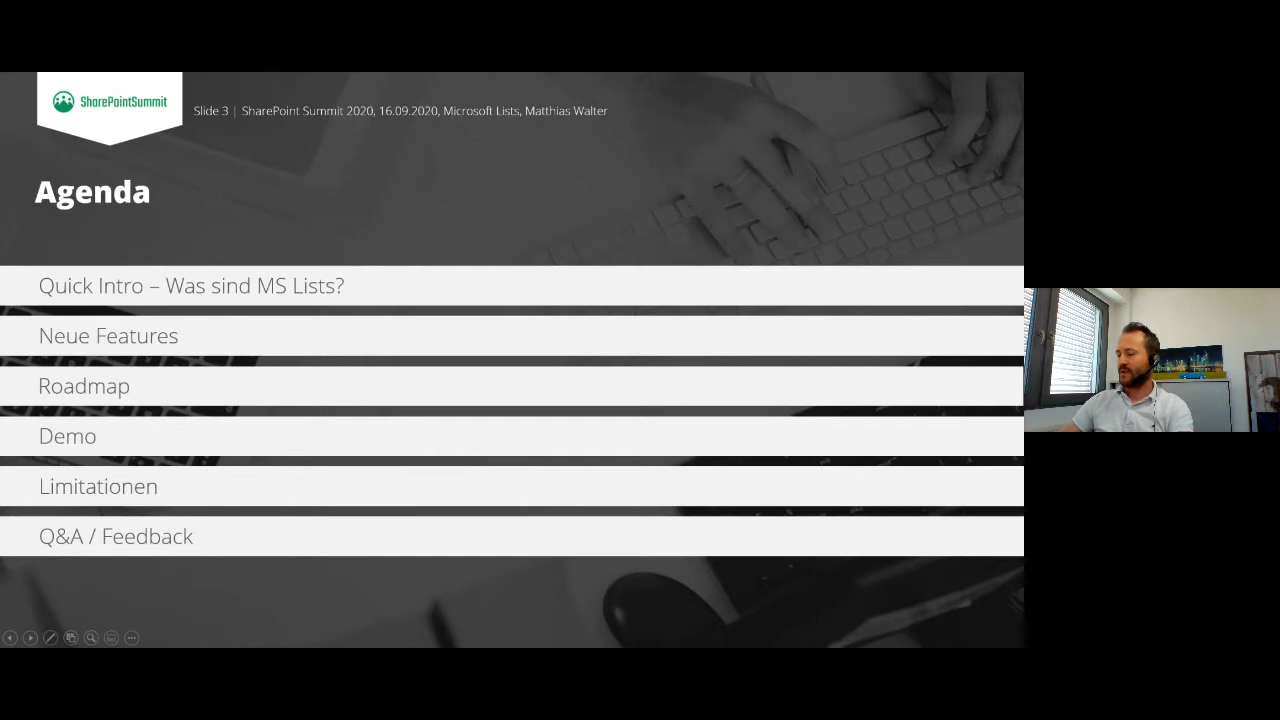 SharePointSummit
Slide 3 | SharePoint Summit 2020, 16.09.2020, Microsoft Lists, Matthias Walter
Agenda
Quick Intro – Was sind MS Lists?
Neue Features
Roadmap
Demo
Limitationen
Q&A / Feedback